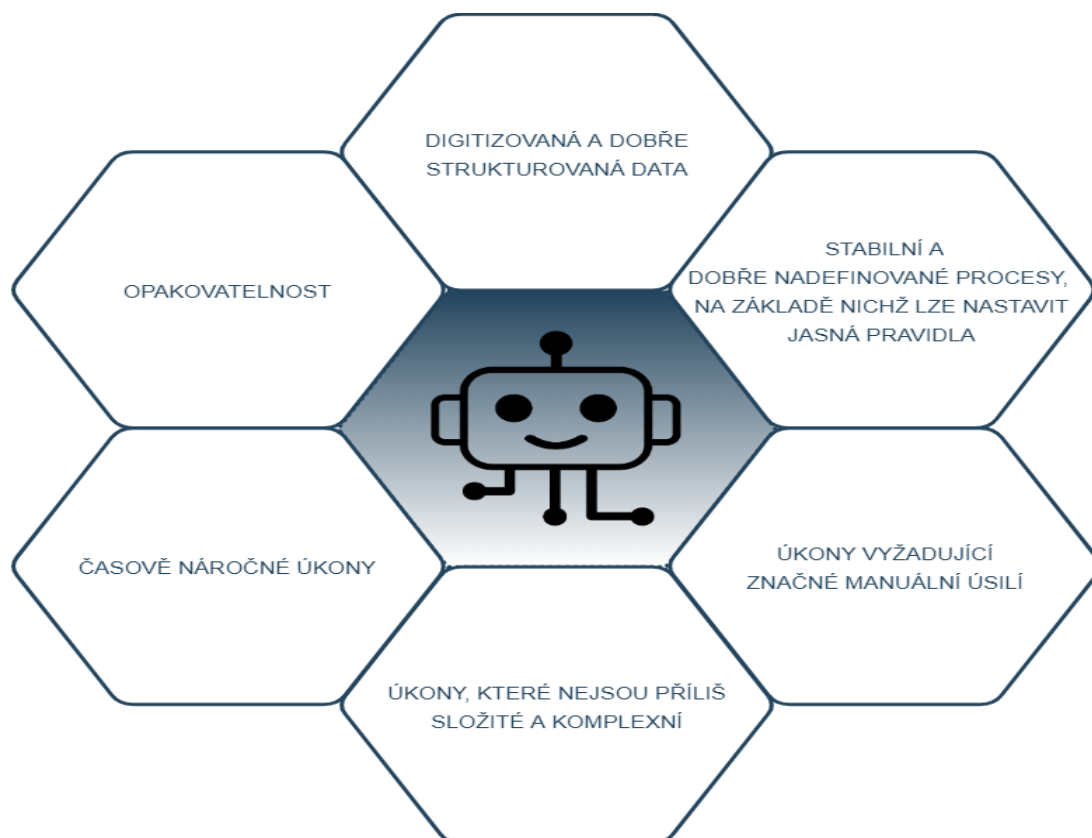 DIGITIZOVANÁ A DOBŘE
STRUKTUROVANÁ DATA
STABILNÍ A
DOBŘE NADEFINOVANÉ PROCESY,
NA ZÁKLADĚ NICHŽ LZE NASTAVIT
JASNÁ PRAVIDLA
OPAKOVATELNOST
ČASOVĚ NÁROČNÉ ÚKONY
ÚKONY VYŽADUJÍCÍ
ZNAČNÉ MANUÁLNÍ ÚSILÍ
ÚKONY, KTERÉ NEJSOU PŘÍLIŠ
SLOŽITÉ A KOMPLEXNÍ